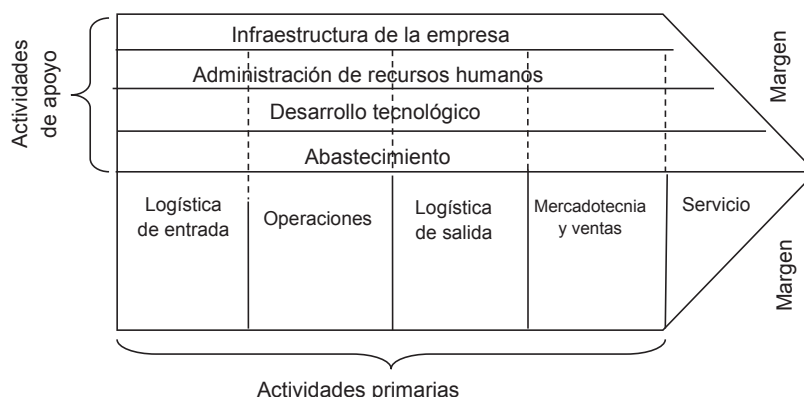 Actividades
de apoyo
Infraestructura de la empresa
Administración de recursos humanos
Desarrollo tecnológico
Abastecimiento
Margen
Logística
de entrada
Operaciones
Logística
de salida
Mercadotecnia
y ventas
Servicio
Margen
Actividades primarias